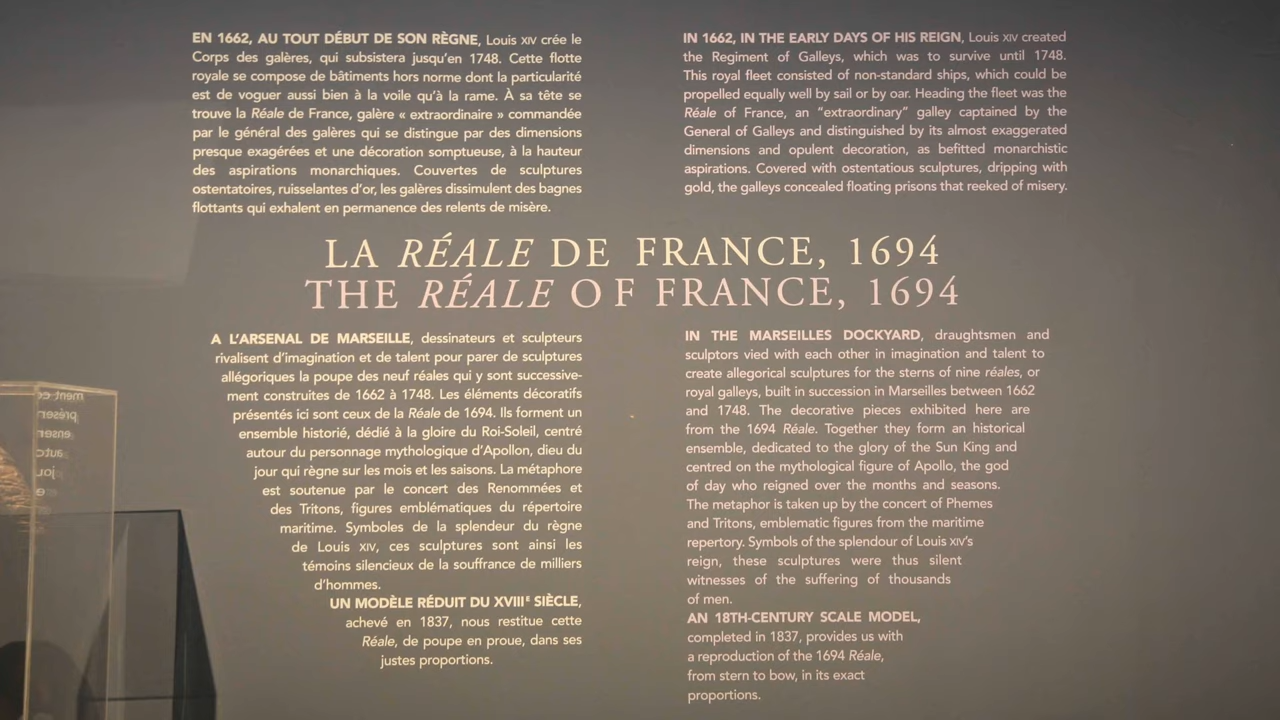 EN 1662, AU TOUT DÉBUT DE SON RÈGNE, Louis XIV crée le
Corps des galères, qui subsistera jusqu'en 1748. Cette flotte
royale se compose de bâtiments hors norme dont la particularité
est de voguer aussi bien à la voile qu'à la rame. À sa tête se
trouve la Réale de France, galère « extraordinaire » commandée
par le général des galères qui se distingue par des dimensions
presque exagérées et une décoration somptueuse, à la hauteur
des aspirations monarchiques. Couvertes de sculptures
ostentatoires, ruisselantes d'or, les galères dissimulent des bagnes
flottants qui exhalent en permanence des relents de misère.
IN 1662, IN THE EARLY DAYS OF HIS REIGN, Louis XIV created
the Regiment of Galleys, which was to survive until 1748.
This royal fleet consisted of non-standard ships, which could be
propelled equally well by sail or by oar. Heading the fleet was the
Réale of France, an “extraordinary” galley captained by the
General of Galleys and distinguished by its almost exaggerated
dimensions and opulent decoration, as befitted monarchistic
aspirations. Covered with ostentatious sculptures, dripping with
gold, the galleys concealed floating prisons that reeked of misery.
LA RÉALE DE FRANCE, 1694
THE RÉALE OF FRANCE, 1694
A L'ARSENAL DE MARSEILLE, dessinateurs et sculpteurs
rivalisent d'imagination et de talent pour parer de sculptures
allégoriques la poupe des neuf réales qui y sont successive-
ment construites de 1662 à 1748. Les éléments décoratifs
présentés ici sont ceux de la Réale de 1694. Ils forment un
ensemble historié, dédié à la gloire du Roi-Soleil, centré
autour du personnage mythologique d'Apollon, dieu du
jour qui règne sur les mois et les saisons. La métaphore
est soutenue par le concert des Renommées et
des Tritons, figures emblématiques du répertoire
maritime. Symboles de la splendeur du règne
de Louis XIV, ces sculptures sont ainsi les
témoins silencieux de la souffrance de milliers
d'hommes.
UN MODÈLE RÉDUIT DU XVIIIE SIÈCLE,
achevé en 1837, nous restitue cette
Réale, de poupe en proue, dans ses
justes proportions.
IN THE MARSEILLES DOCKYARD, draughtsmen and
sculptors vied with each other in imagination and talent to
create allegorical sculptures for the sterns of nine réales, or
royal galleys, built in succession in Marseilles between 1662
and 1748. The decorative pieces exhibited here are
from the 1694 Réale. Together they form an historical
ensemble, dedicated to the glory of the Sun King and
centred on the mythological figure of Apollo, the god
of day who reigned over the months and seasons.
The metaphor is taken up by the concert of Phemes
and Tritons, emblematic figures from the maritime
repertory. Symbols of the splendour of Louis XIV's
reign, these sculptures were thus silent
witnesses of the suffering of thousands
of men.
AN 18TH-CENTURY SCALE MODEL,
completed in 1837, provides us with
a reproduction of the 1694 Réale,
from stern to bow, in its exact
proportions.